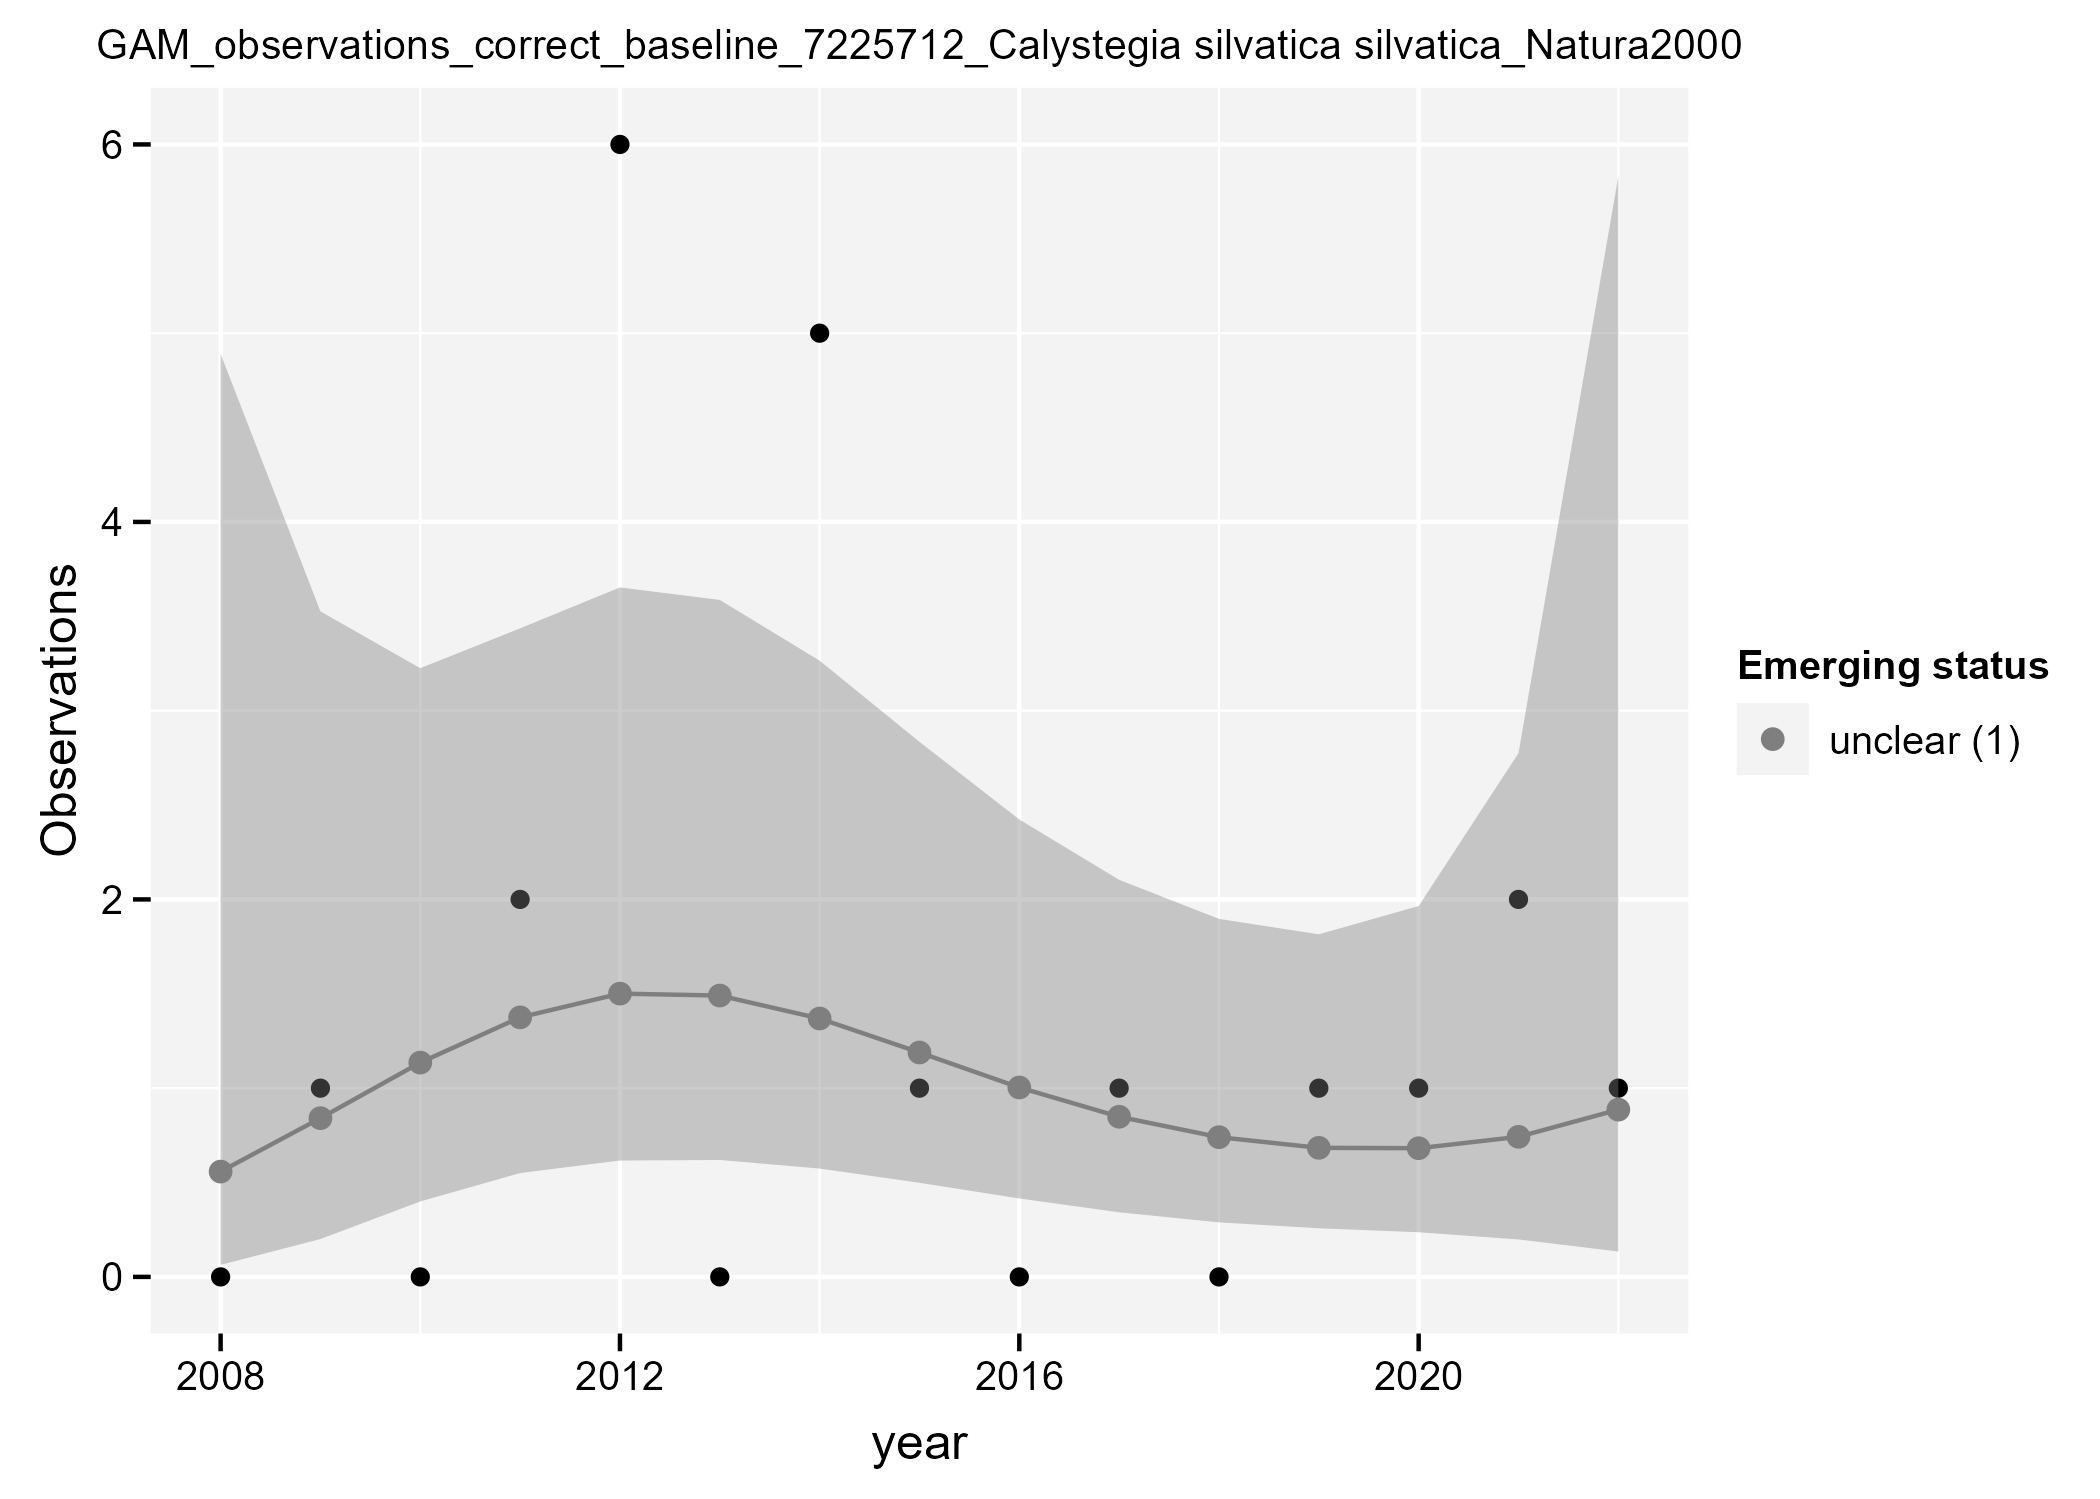 GAM_observations_correct_baseline_7225712_Calystegia silvatica silvatica_Natura2000
Observations
6
4
2
0
2008
2012
2016
2020
year
Emerging status
unclear (1)